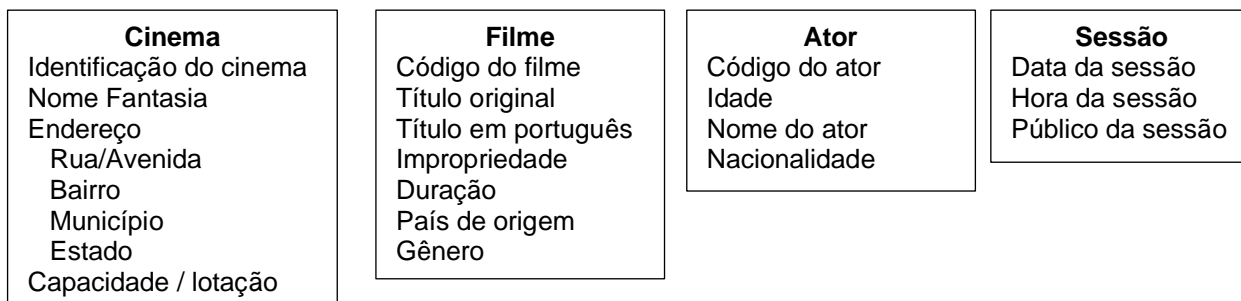 Cinema
Identificação do cinema
Nome Fantasia
Endereço
Rua/Avenida
Bairro
Município
Estado
Capacidade / lotação
Filme
Código do filme
Título original
Título em português
Impropriedade
Duração
País de origem
Gênero
Ator
Código do ator
Idade
Nome do ator
Nacionalidade
Sessão
Data da sessão
Hora da sessão
Público da sessão